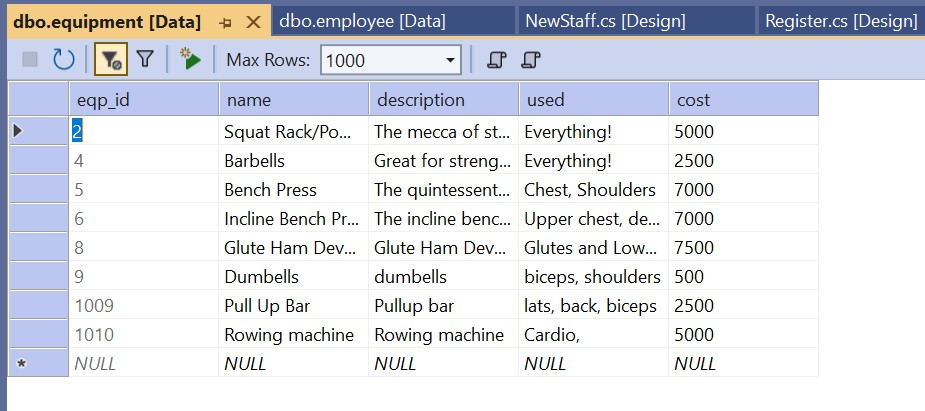 dbo.equipment [Data] dbo.employee [Data] NewStaff.cs [Design] Register.cs [Design]
Max Rows: 1000
eqp_id name description used cost
2 Squat Rack/Po... The mecca of st... Everything! 5000
4 Barbells Great for streng... Everything! 2500
5 Bench Press The quintessent... Chest, Shoulders 7000
6 Incline Bench Pr... The incline benc... Upper chest, de... 7000
8 Glute Ham Dev... Glute Ham Dev... Glutes and Low... 7500
9 Dumbells dumbells biceps, shoulders 500
1009 Pull Up Bar Pullup bar lats, back, biceps 2500
1010 Rowing machine Rowing machine Cardio, 5000
NULL NULL NULL NULL NULL